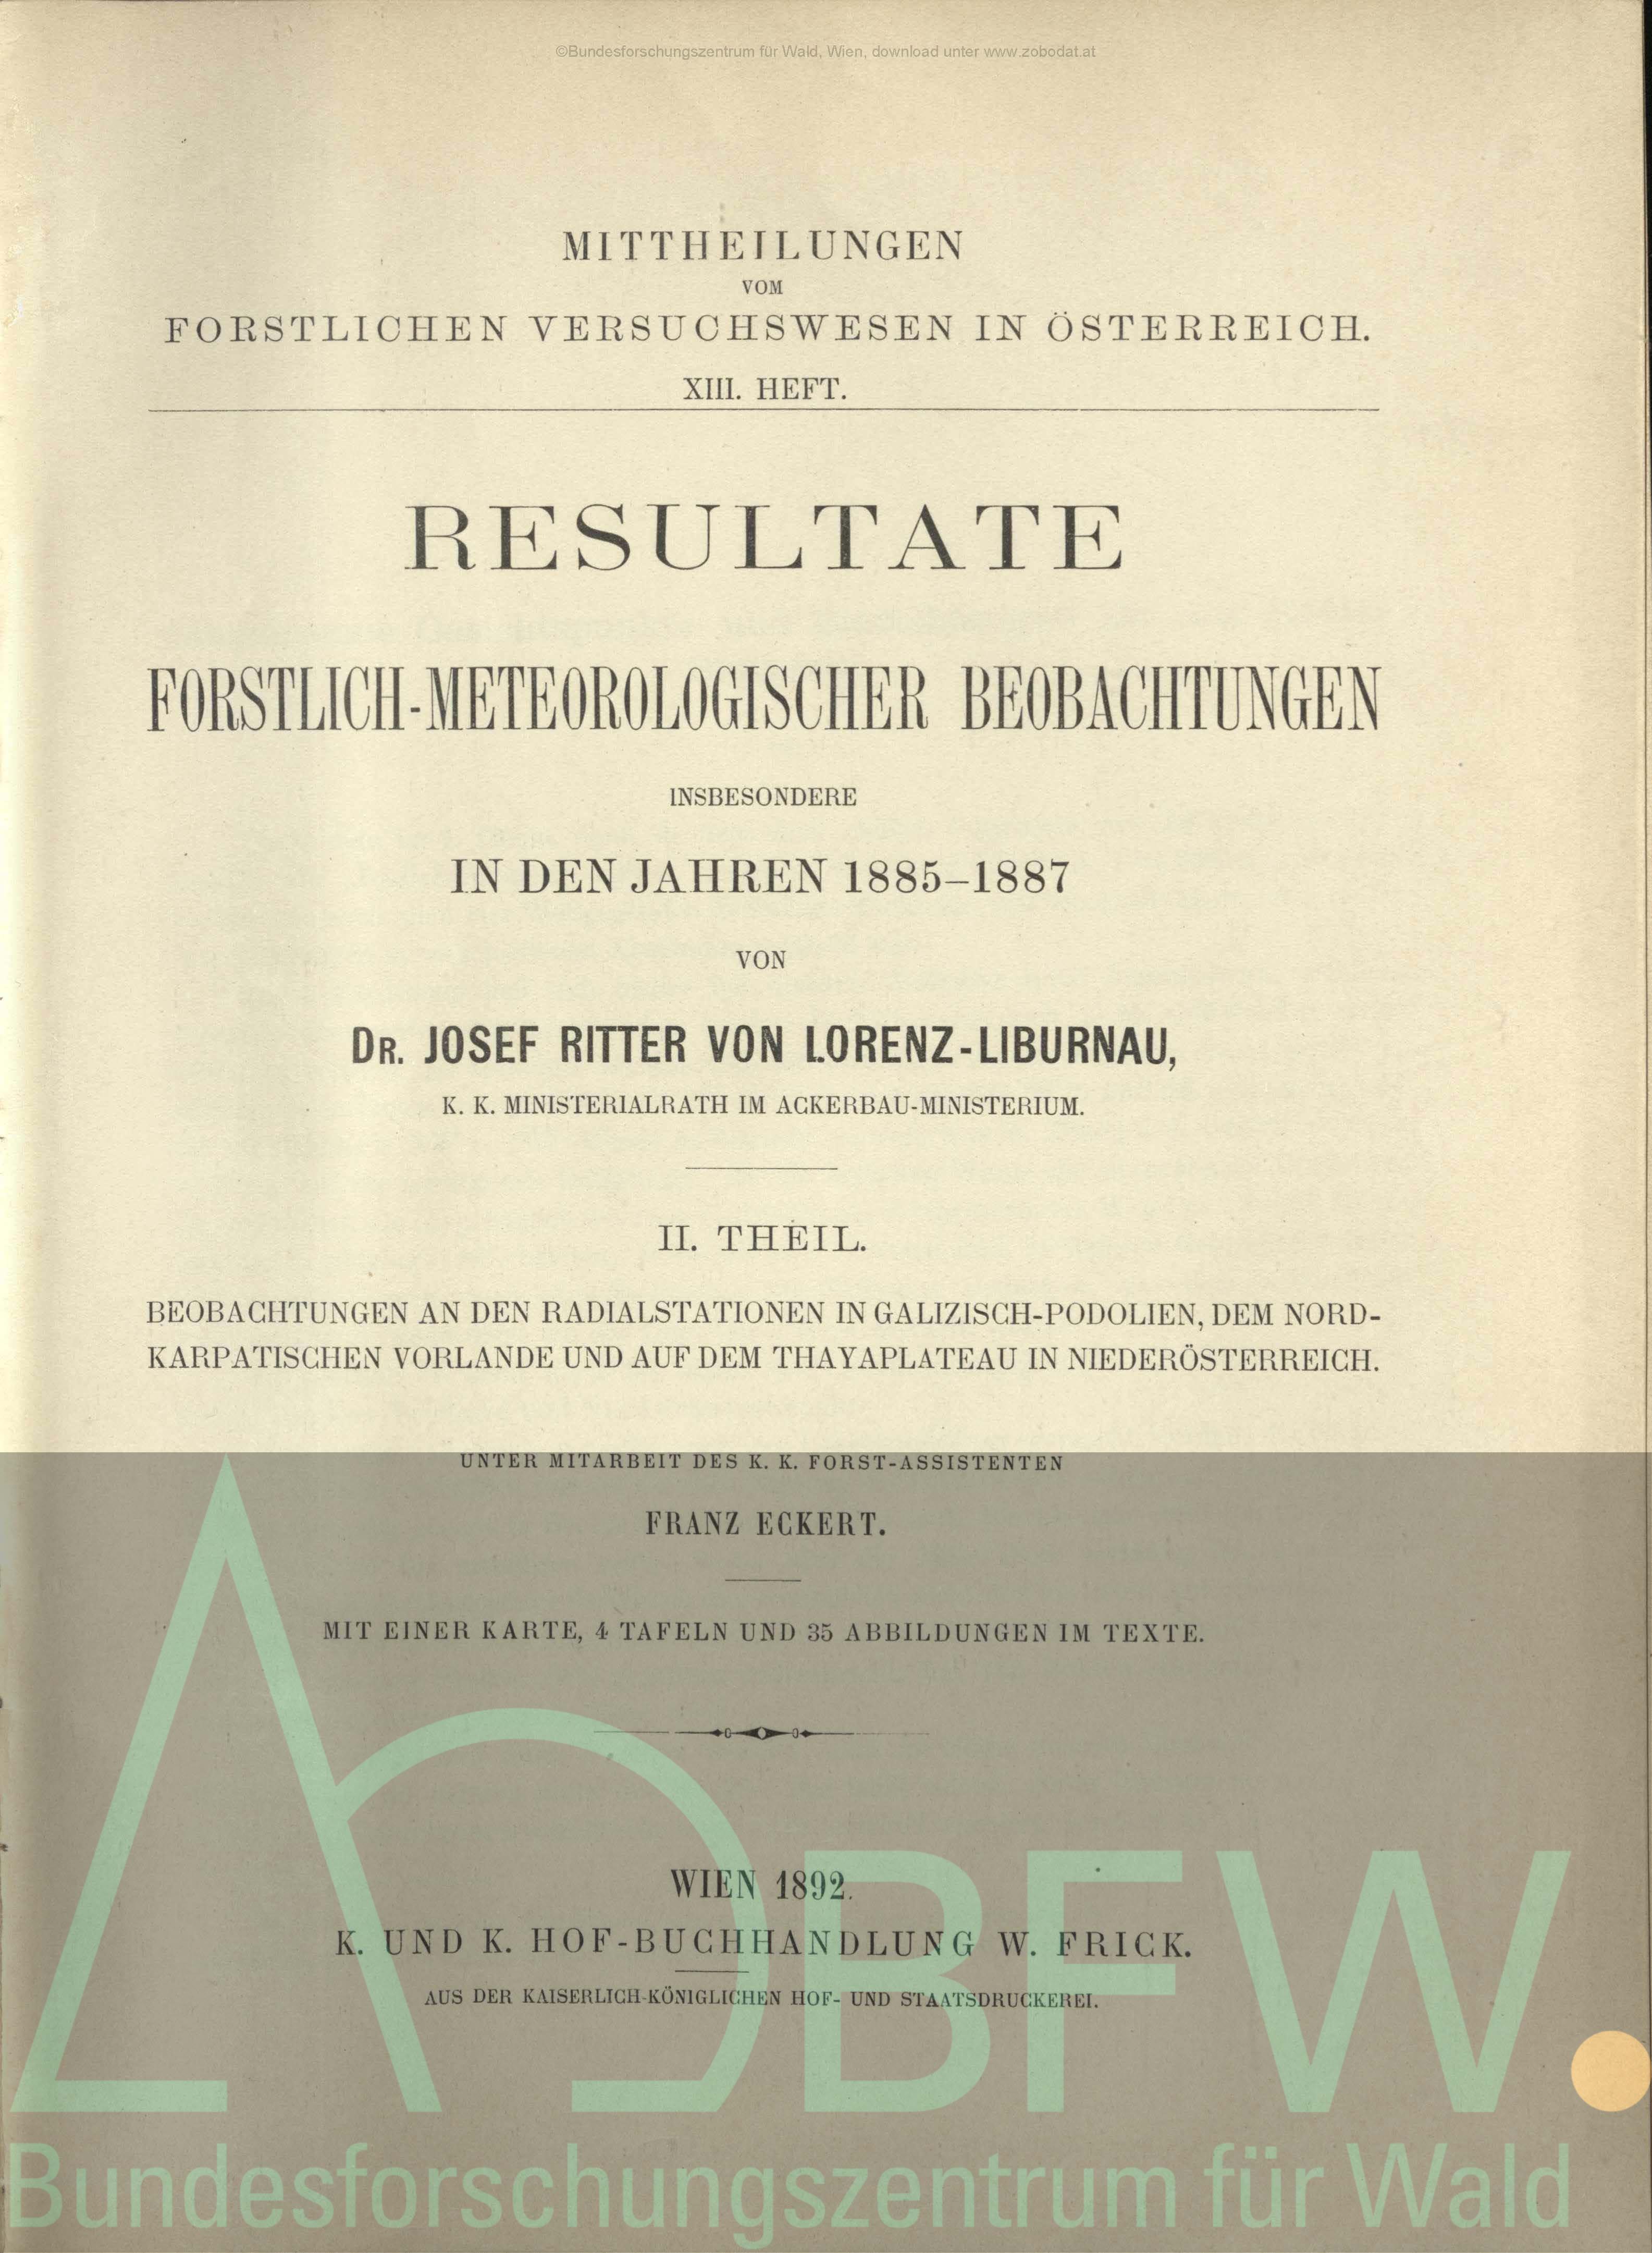 ©Bundesforschungszentrum für Wald, Wien, download unter www.zobodat.at
MITTHEILUNGEN
VOM
FORSTLICHEN VERSUCHSWESEN IN ÖSTERREICH.
XIII. HEFT.
RESULTATE
FORSTLICH-METEOROLOGISCHER BEOBACHTUNGEN
INSBESONDERE
IN DEN JAHREN 1885–1887
VON
DR. JOSEF RITTER VON LORENZ-LIBURNAU,
K. K. MINISTERIALRATH IM ACKERBAU-MINISTERIUM.
II. THEIL.
BEOBACHTUNGEN AN DEN RADIALSTATIONEN IN GALIZISCH-PODOLIEN, DEM NORD-
KARPATISCHEN VORLANDE UND AUF DEM THAYAPLATEAU IN NIEDERÖSTERREICH.
UNTER MITARBEIT DES K. K. FORST-ASSISTENTEN
FRANZ ECKERT.
MIT EINER KARTE, 4 TAFELN UND 35 ABBILDUNGEN IM TEXTE.
WIEN 1892.
K. UND K. HOF-BUCHHANDLUNG W. FRICK.
AUS DER KAISERLICH-KÖNIGLICHEN HOF- UND STAATSDRUCKEREI.
BFW.
Bundesforschungszentrum für Wald